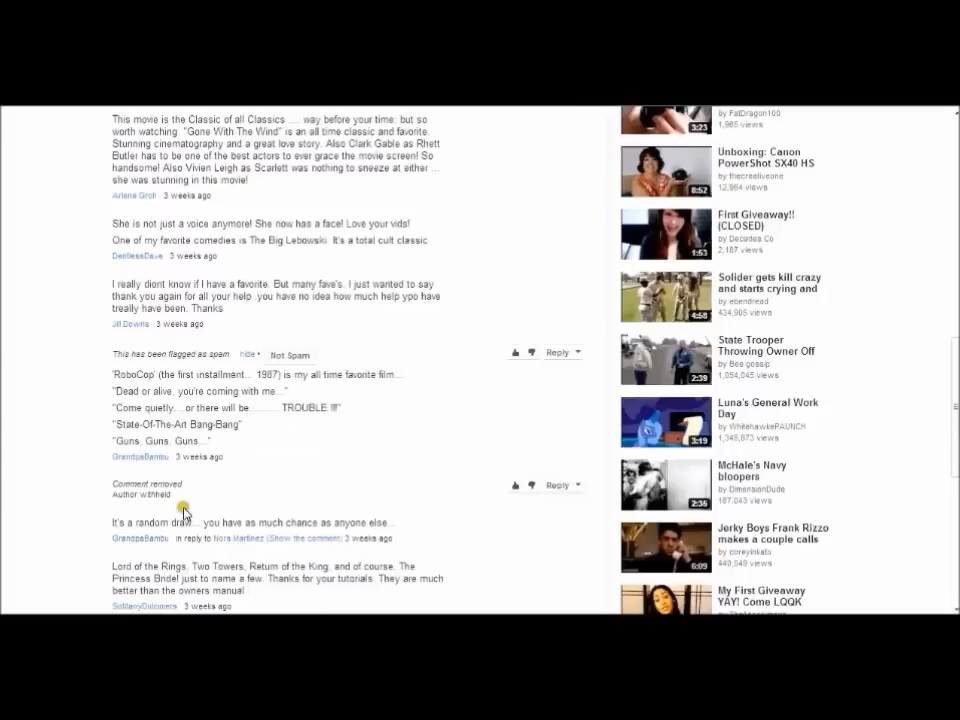 This movie is the Classic of all Classics .... way before your time; but so
worth watching. "Gone With The Wind" is an all time classic and favorite.
Stunning cinematography and a great love story. Also Clark Gable as Rhett
Butler has to be one of the best actors to ever grace the movie screen! So
handsome! Also Vivien Leigh as Scarlett was nothing to sneeze at either ...
she was stunning in this movie!
Arlene Groh 3 weeks ago
She is not just a voice anymore! She now has a face! Love your vids!
One of my favorite comedies is The Big Lebowski. It's a total cult classic.
DentlessDave 3 weeks ago
I really diont know if I have a favorite. But many fave's. I just wanted to say
thank you again for all your help .you have no idea how much help ypo have
treally have been. Thanks
Jill Downs 3 weeks ago
This has been flagged as spam hide • Not Spam Reply
'RoboCop' (the first installment... 1987) is my all time favorite film...
"Dead or alive, you're coming with me..."
"Come quietly... or there will be......... TROUBLE !!!"
"State-Of-The-Art Bang-Bang"
"Guns, Guns, Guns..."
GrandpaBambu 3 weeks ago
Comment removed Reply
Author withheld
It's a random draw... you have as much chance as anyone else...
GrandpaBambu in reply to Nora Martinez (Show the comment) 3 weeks ago
Lord of the Rings, Two Towers, Return of the King, and of course, The
Princess Bride! just to name a few. Thanks for your tutorials. They are much
better than the owners manual
3 weeks ago
by FatDragon100
3:23
1,965 views
Unboxing: Canon
PowerShot SX40 HS
by thecrealiveone
8:52
12,964 views
First Giveaway!!
(CLOSED)
by Decades Co
1:53
2,187 views
Solider gets kill crazy
and starts crying and
by ebendread
4:58
434,905 views
State Trooper
Throwing Owner Off
by Bee gossip
2:39
1,054,045 views
Luna's General Work
Day
by WhitehawkePAUNCH
3:19
1,345,873 views
McHale's Navy
bloopers
by DimensionDude
2:35
167,043 views
Jerky Boys Frank Rizzo
makes a couple calls
by coreyinkato
6:09
440,549 views
My First Giveaway
YAY! Come LQQK